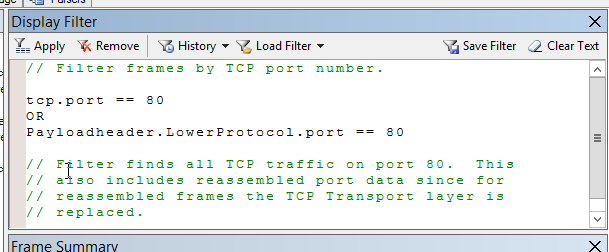 Parsers
Display Filter
Apply Remove History Load Filter Save Filter Clear Text
// Filter frames by TCP port number.
tcp.port == 80
OR
Payloadheader.LowerProtocol.port == 80
// Filter finds all TCP traffic on port 80. This
// also includes reassembled port data since for
// reassembled frames the TCP Transport layer is
// replaced.
Frame Summary